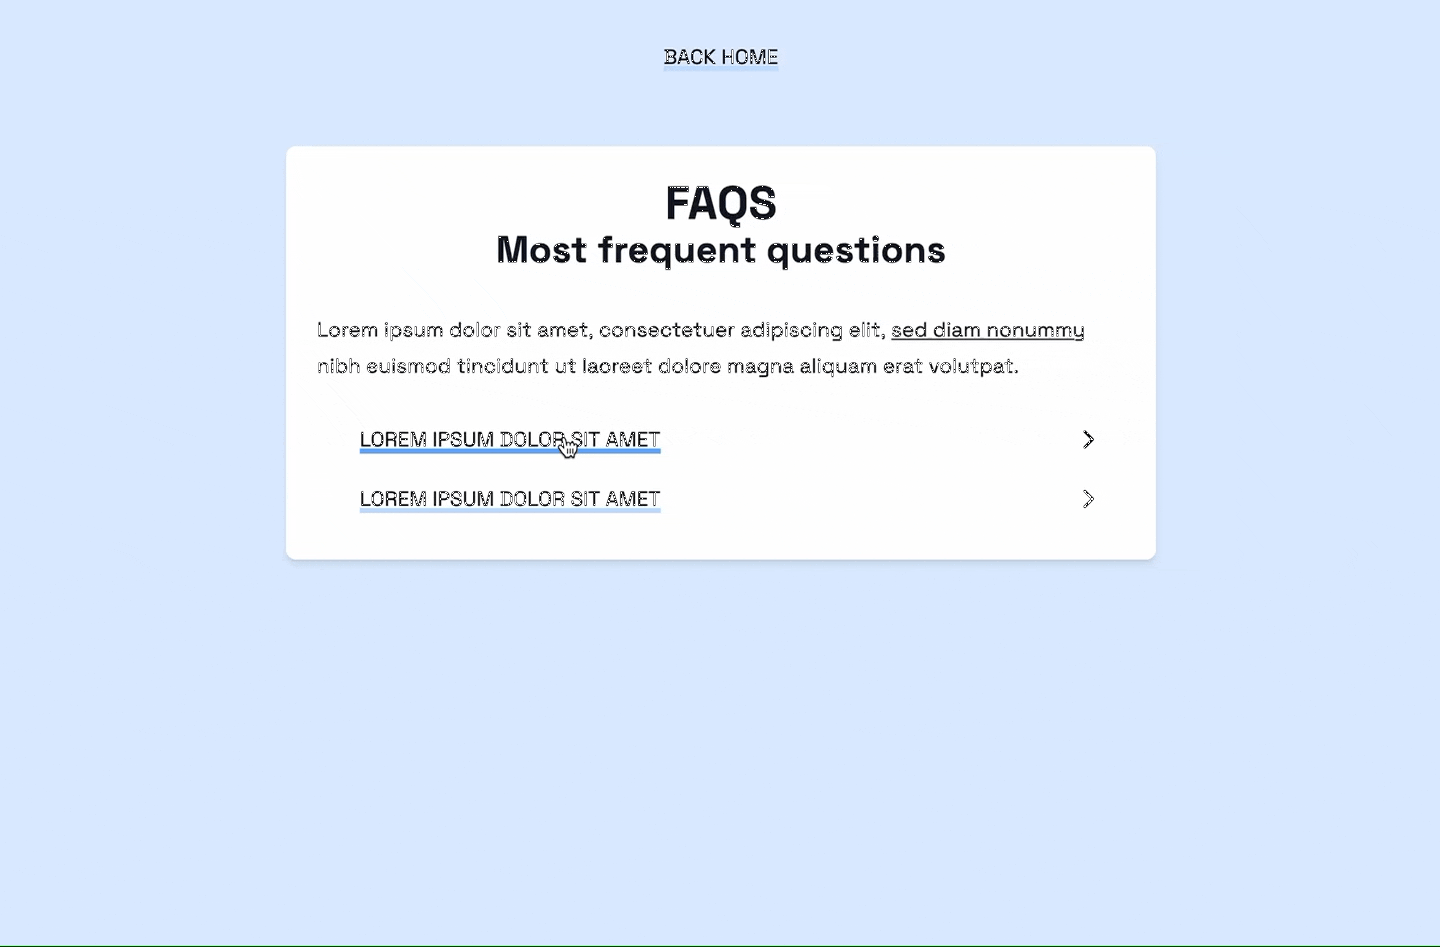 BACK HOME
FAQS
Most frequent questions
Lorem ipsum dolor sit amet, consectetuer adipiscing elit, sed diam nonummy
nibh euismod tincidunt ut laoreet dolore magna aliquam erat volutpat.
LOREM IPSUM DOLOR SIT AMET
LOREM IPSUM DOLOR SIT AMET